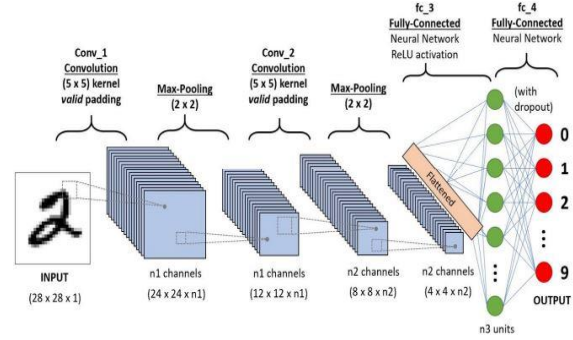 fc_3
Fully-Connected
Neural Network
ReLU activation
fc_4
Fully-Connected
Neural Network
Conv_1
Convolution
(5 x 5) kernel
valid padding
Max-Pooling
(2 x 2)
Conv_2
Convolution
(5 x 5) kernel
valid padding
Max-Pooling
(2 x 2)
(with
dropout)
Flattened
2
0
1
2
9
INPUT
(28 x 28 x 1)
n1 channels
(24 x 24 x n1)
n1 channels
(12 x 12 x n1)
n2 channels
(8 x 8 x n2)
n2 channels
(4 x 4 x n2)
n3 units
OUTPUT